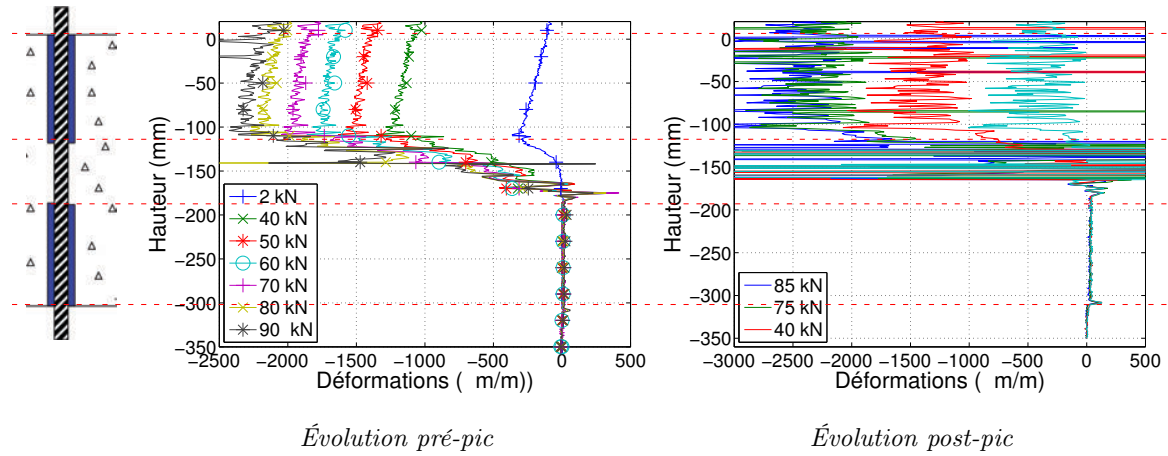 Hauteur (mm)
0
−50
−100
−150
−200
−250
−300
−350
2 kN
40 kN
50 kN
60 kN
70 kN
80 kN
90 kN
−2500 −2000 −1500 −1000 −500 0 500
Déformations ( m/m))
Évolution pré-pic
Hauteur (mm)
0
−50
−100
−150
−200
−250
−300
−350
85 kN
75 kN
40 kN
−3000 −2500 −2000 −1500 −1000 −500 0 500
Déformations ( m/m)
Évolution post-pic